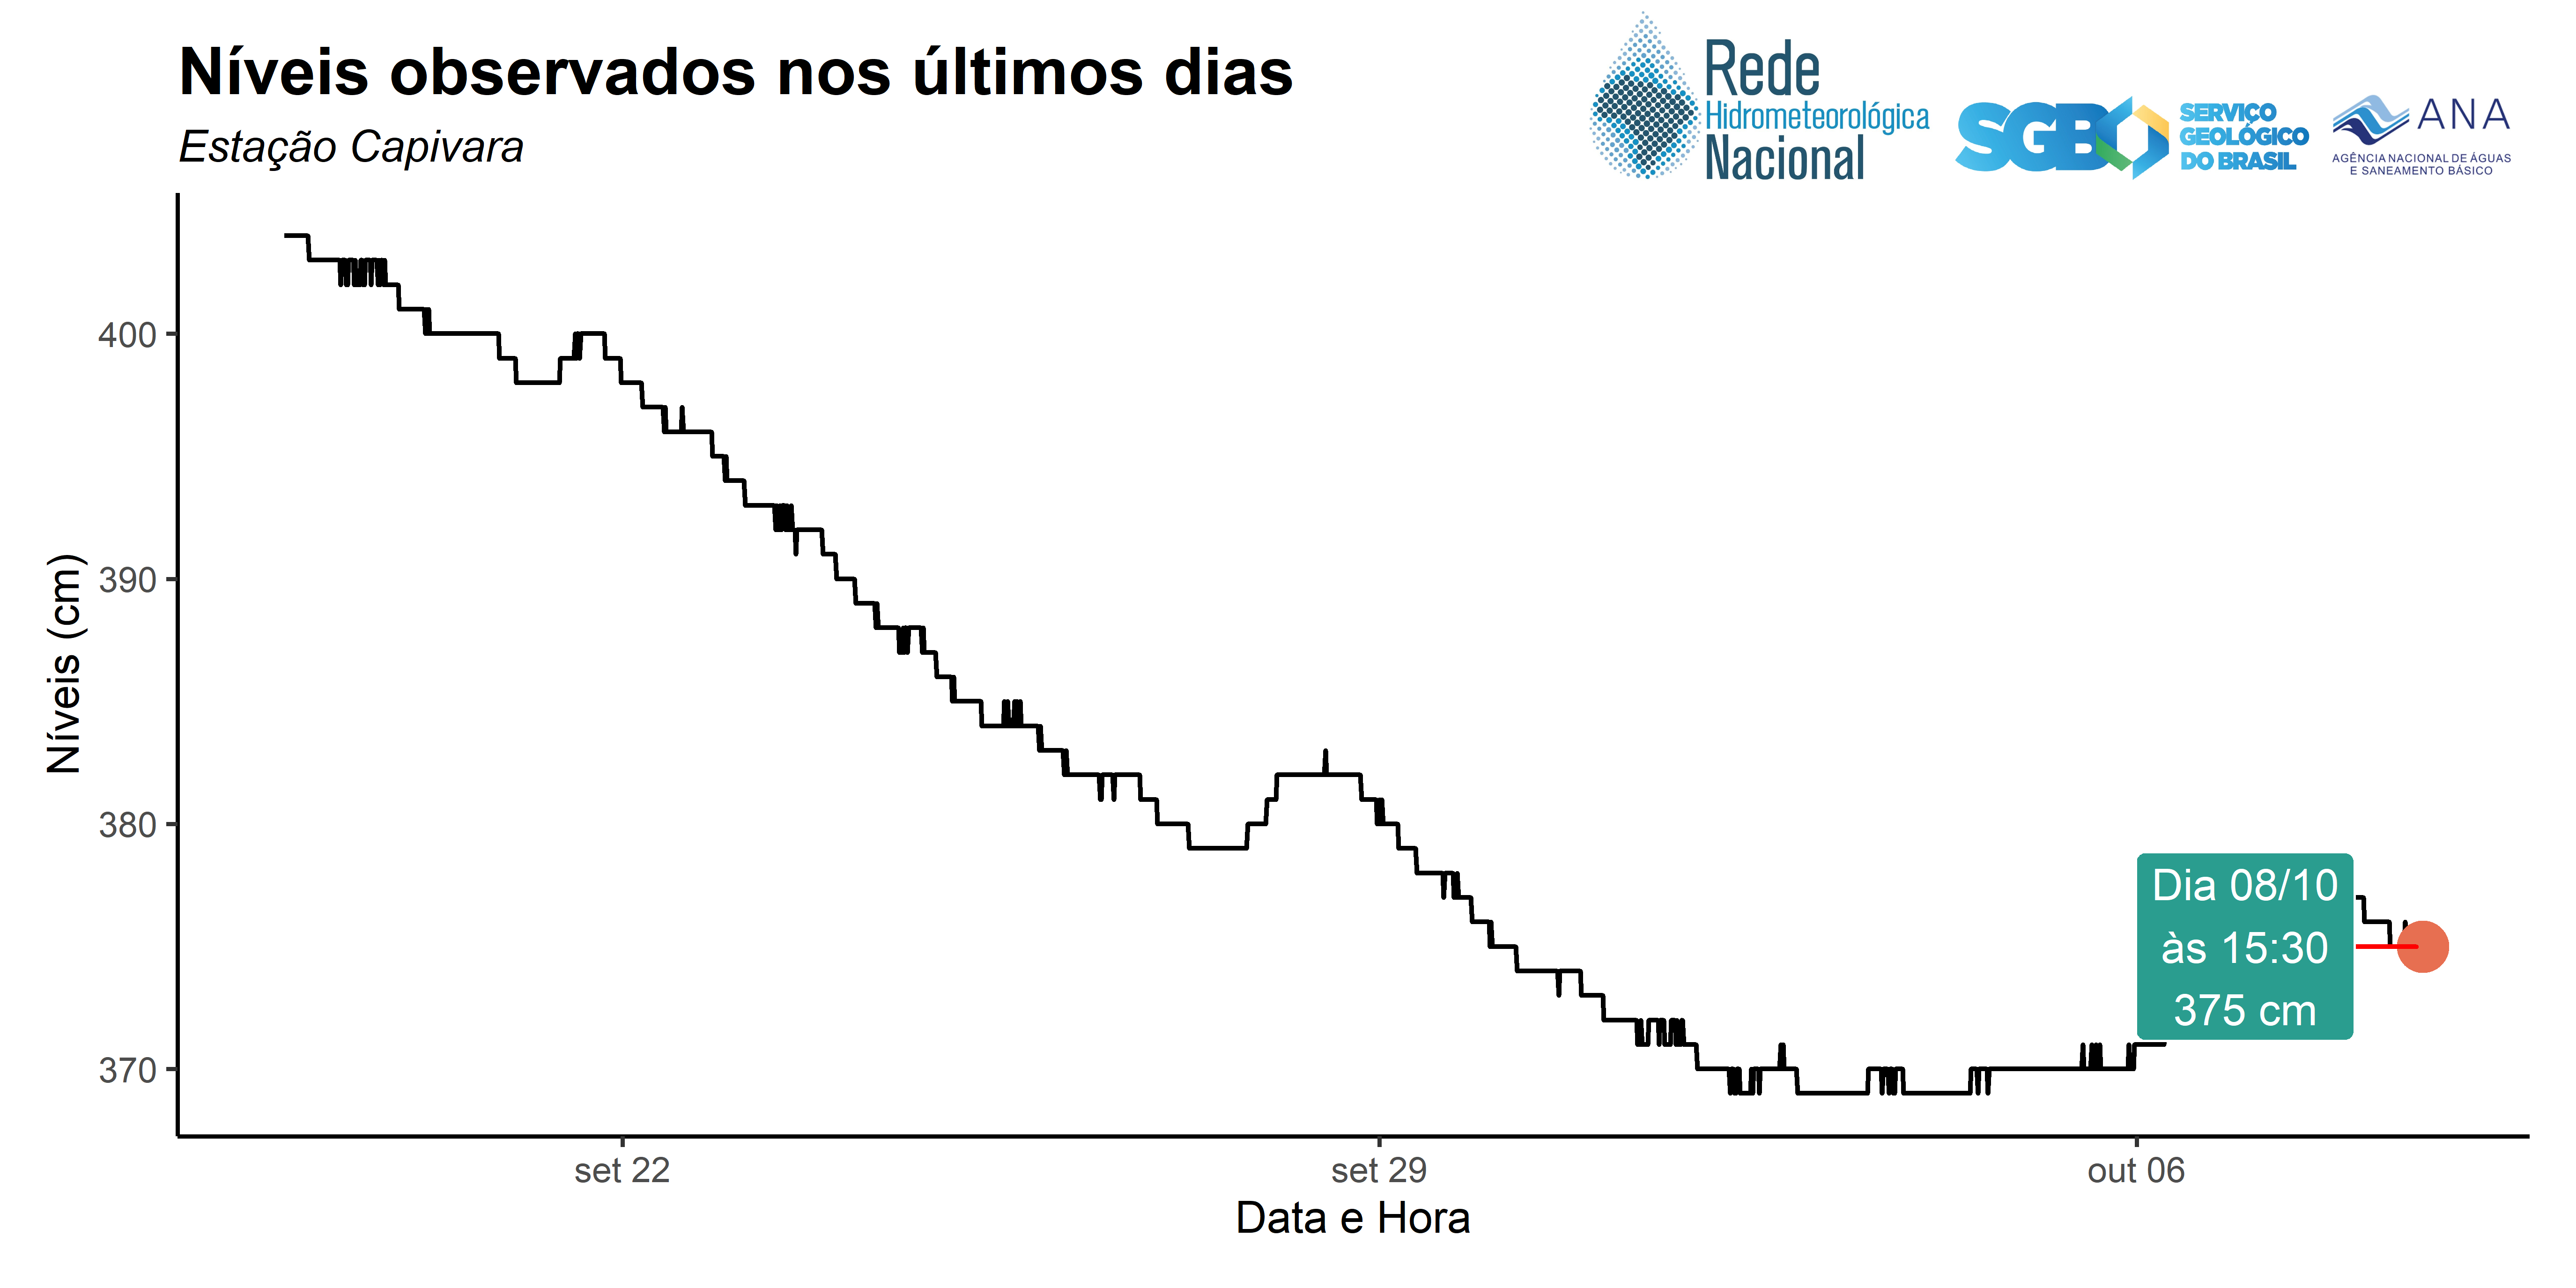 Níveis observados nos últimos dias
Estação Capivara
Rede
Hidrometeorológica
Nacional
SGB
SERVIÇO
GEOLÓGICO
DO BRASIL
ANA
AGÊNCIA NACIONAL DE ÁGUAS
E SANEAMENTO BÁSICO
Níveis (cm)
400
390
380
370
Dia 08/10
às 15:30
375 cm
set 22
set 29
out 06
Data e Hora